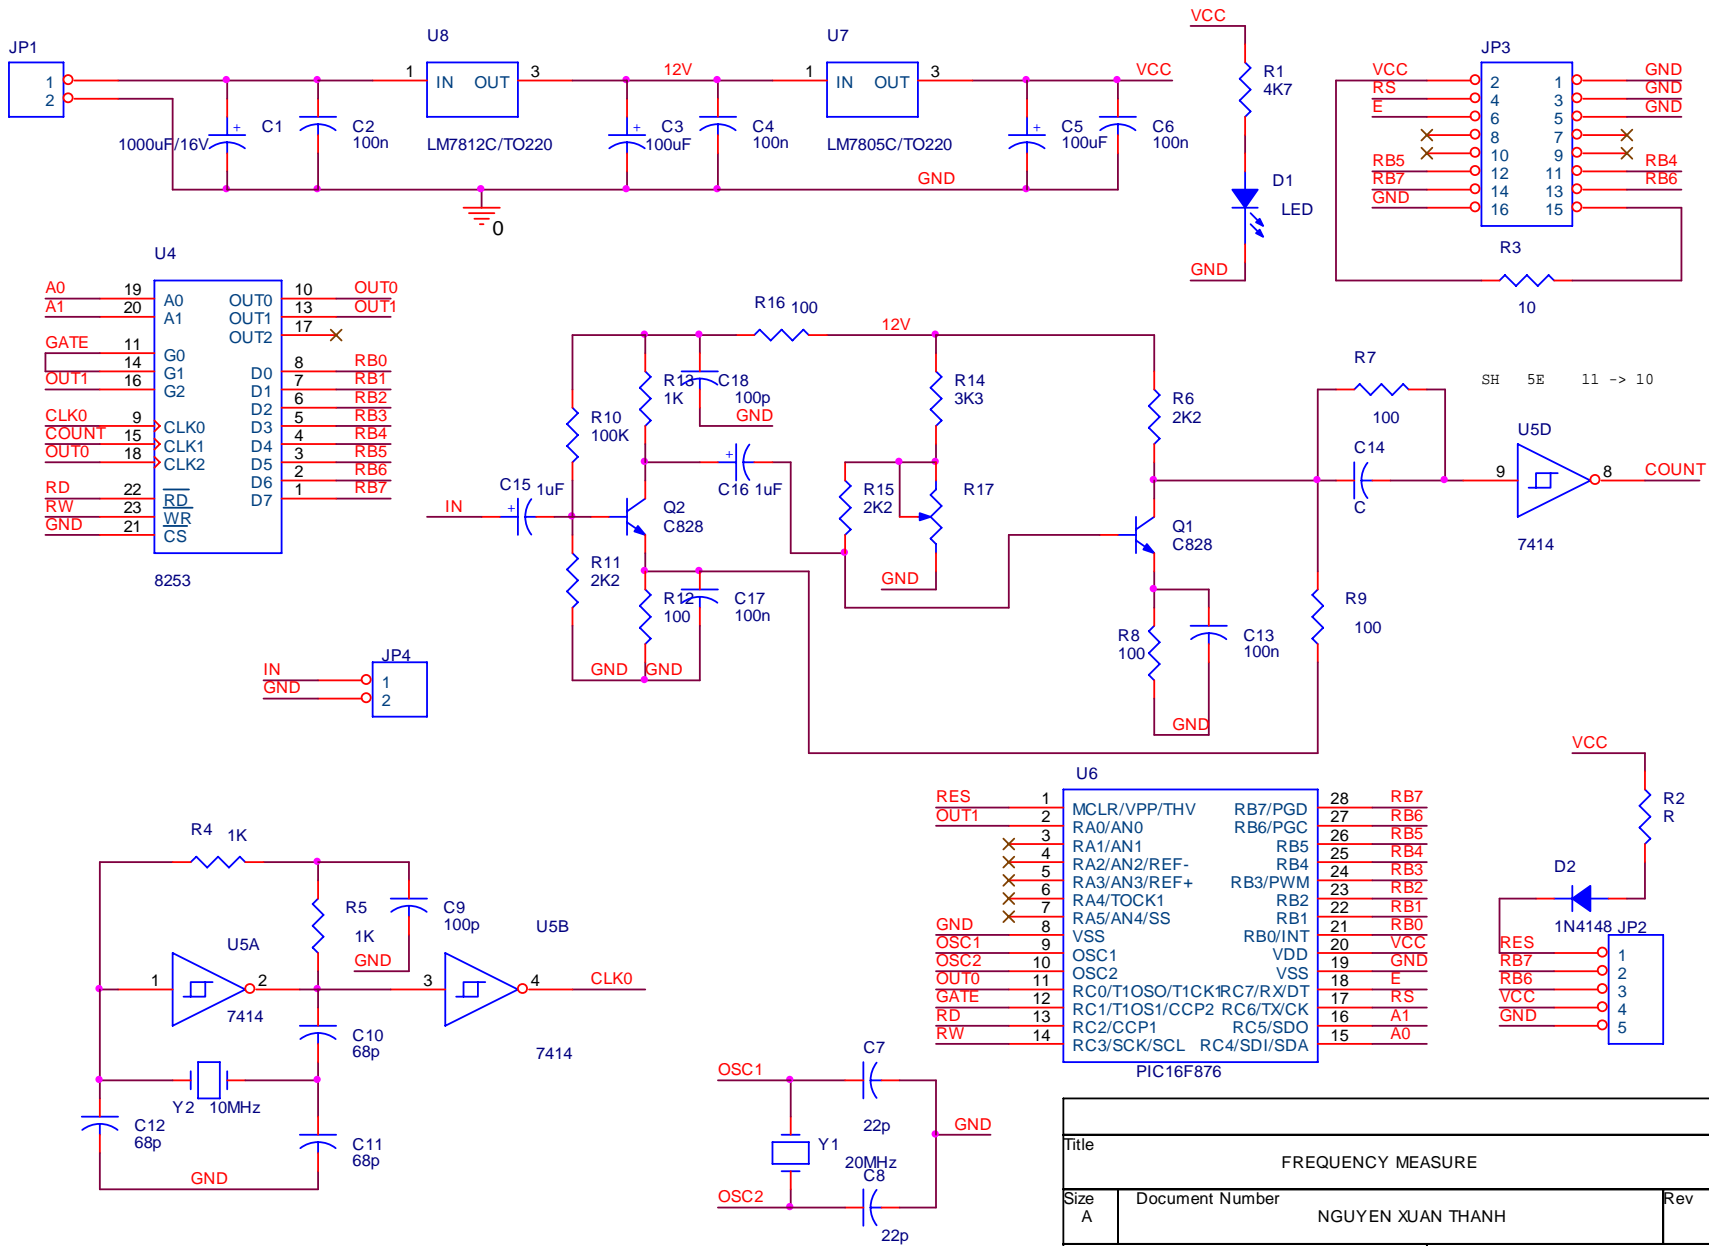 JP1
1
2
1000uF/16V
C1
C2
100n
U8
1
IN OUT
3
LM7812C/TO220
12V
C3
100uF
C4
100n
U7
1
IN OUT
3
LM7805C/TO220
VCC
C5
100uF
C6
100n
GND
0
VCC
R1
4K7
D1
LED
GND
JP3
VCC 2 1 GND
RS 4 3 GND
E 6 5 GND
8 7
10 9
RB5 12 11 RB4
RB7 14 13 RB6
GND 16 15
R3
10
U4
A0 19 A0 OUT0 10 OUT0
A1 20 A1 OUT1 13 OUT1
OUT2 17
GATE 11 G0
14 G1 D0 8 RB0
OUT1 16 G2 D1 7 RB1
D2 6 RB2
CLK0 9 CLK0 D3 5 RB3
COUNT 15 CLK1 D4 4 RB4
OUT0 18 CLK2 D5 3 RB5
D6 2 RB6
RD 22 RD D7 1 RB7
RW 23 WR
GND 21 CS
8253
R16 100
12V
R10
100K
R13
1K
C18
100p
GND
R14
3K3
R6
2K2
C15 1uF
IN
C16 1uF
Q2
C828
R15
2K2
R17
GND
R11
2K2
R12
100
C17
100n
GND GND
Q1
C828
R8
100
C13
100n
GND
R7
100
C14
C
R9
100
SH 5E 11 -> 10
U5D
9
8
COUNT
7414
JP4
IN 1
GND 2
R4 1K
R5
1K
C9
100p
GND
U5A
1
2
7414
U5B
3
4
CLK0
7414
C10
68p
Y2 10MHz
C12
68p
C11
68p
GND
OSC1
C7
22p
Y1
20MHz
GND
C8
22p
OSC2
U6
RES 1 MCLR/VPP/THV RB7/PGD 28 RB7
OUT1 2 RA0/AN0 RB6/PGC 27 RB6
3 RA1/AN1 RB5 26 RB5
4 RA2/AN2/REF- RB4 25 RB4
5 RA3/AN3/REF+ RB3/PWM 24 RB3
6 RA4/TOCK1 RB2 23 RB2
7 RA5/AN4/SS RB1 22 RB1
GND 8 VSS RB0/INT 21 RB0
OSC1 9 OSC1 VDD 20 VCC
OSC2 10 OSC2 VSS 19 GND
OUT0 11 RC0/T1OSO/T1CK1 RC7/RX/DT 18 E
GATE 12 RC1/T1OS1/CCP2 RC6/TX/CK 17 RS
RD 13 RC2/CCP1 RC5/SDO 16 A1
RW 14 RC3/SCK/SCL RC4/SDI/SDA 15 A0
PIC16F876
VCC
R2
R
D2
1N4148
JP2
RES 1
RB7 2
RB6 3
VCC 4
GND 5
Title
FREQUENCY MEASURE
Size Document Number Rev
A NGUYEN XUAN THANH